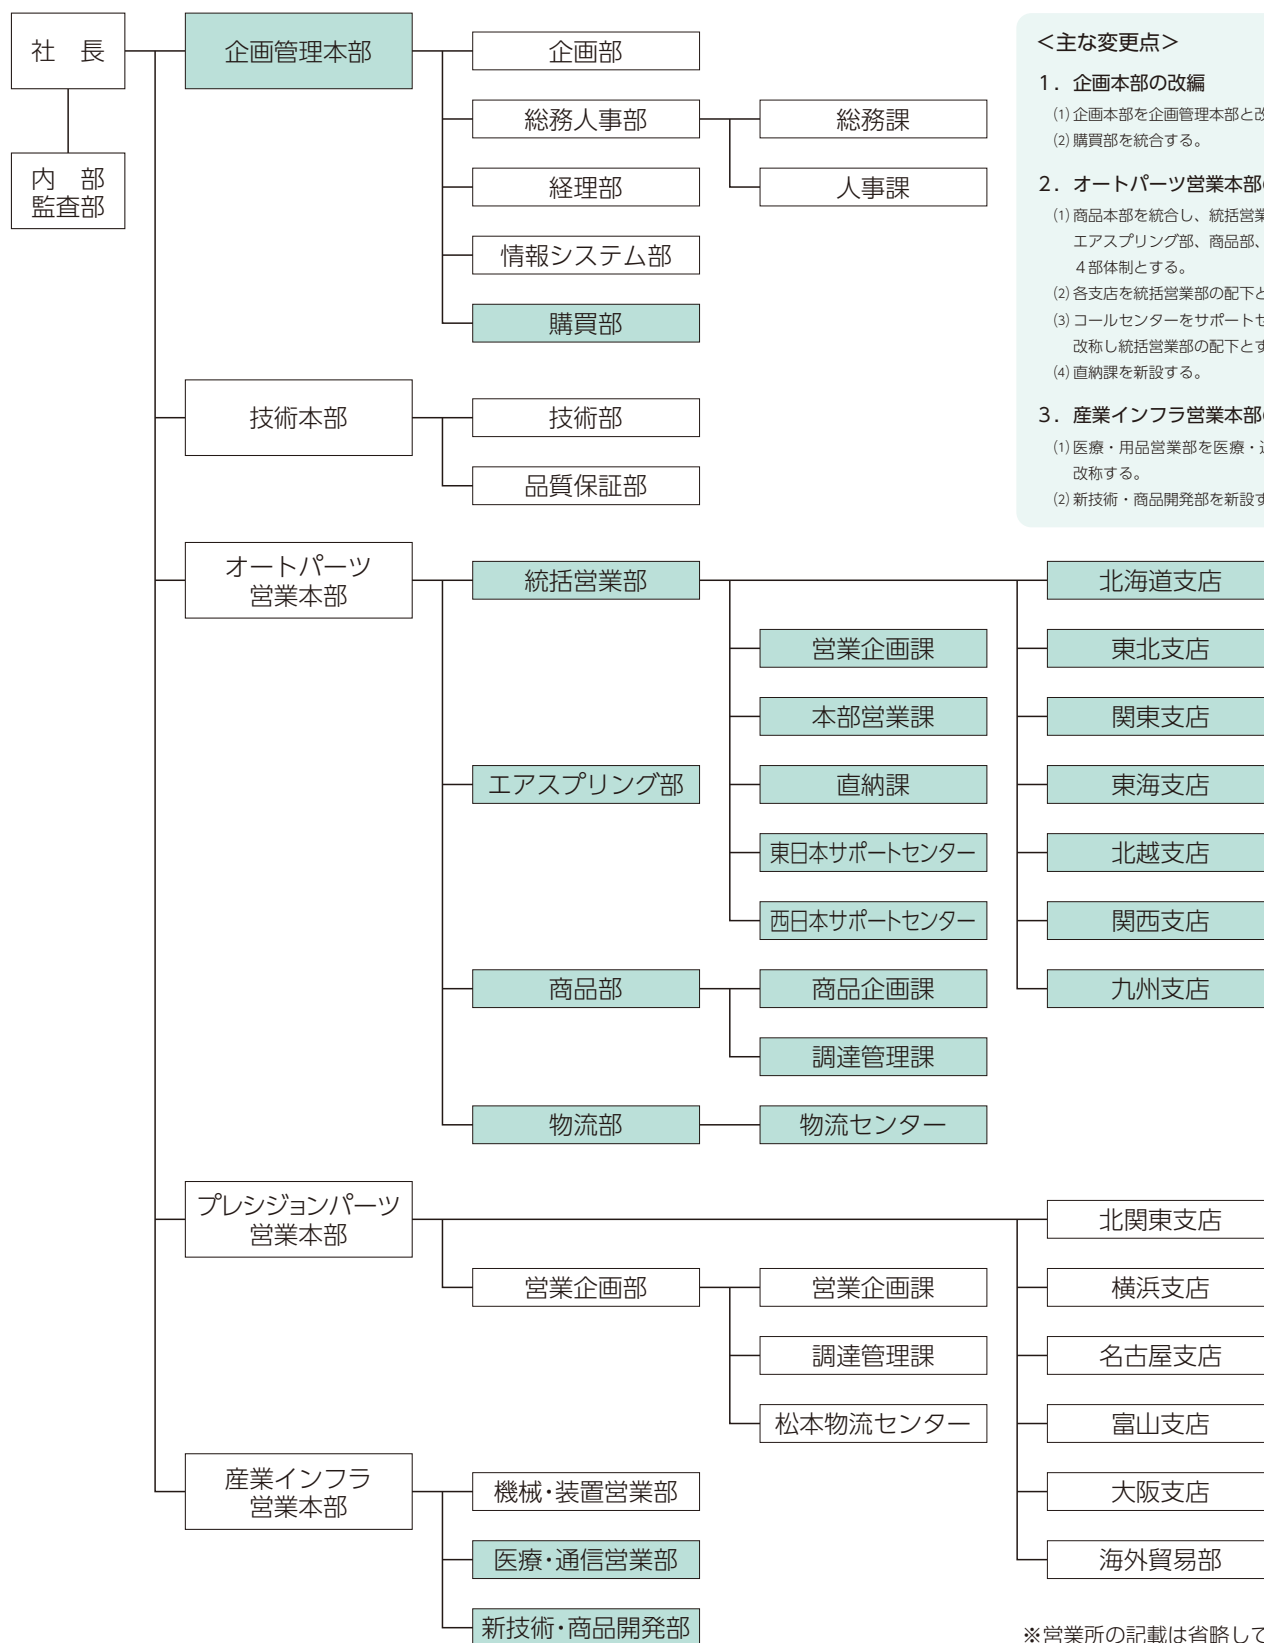 社　長
内　部
監査部
企画管理本部
企画部
総務人事部
総務課
人事課
経理部
情報システム部
購買部
技術本部
技術部
品質保証部
オートパーツ
営業本部
統括営業部
営業企画課
本部営業課
直納課
東日本サポートセンター
西日本サポートセンター
北海道支店
東北支店
関東支店
東海支店
北越支店
関西支店
九州支店
エアスプリング部
商品部
商品企画課
調達管理課
物流部
物流センター
プレシジョンパーツ
営業本部
営業企画部
営業企画課
調達管理課
松本物流センター
北関東支店
横浜支店
名古屋支店
富山支店
大阪支店
海外貿易部
産業インフラ
営業本部
機械・装置営業部
医療・通信営業部
新技術・商品開発部
＜主な変更点＞
1．企画本部の改編
(1)企画本部を企画管理本部と改
(2)購買部を統合する。
2．オートパーツ営業本部の
(1)商品本部を統合し、統括営業
エアスプリング部、商品部、
４部体制とする。
(2)各支店を統括営業部の配下と
(3)コールセンターをサポートセ
改称し統括営業部の配下とす
(4)直納課を新設する。
3．産業インフラ営業本部の
(1)医療・用品営業部を医療・通
改称する。
(2)新技術・商品開発部を新設す
※営業所の記載は省略して